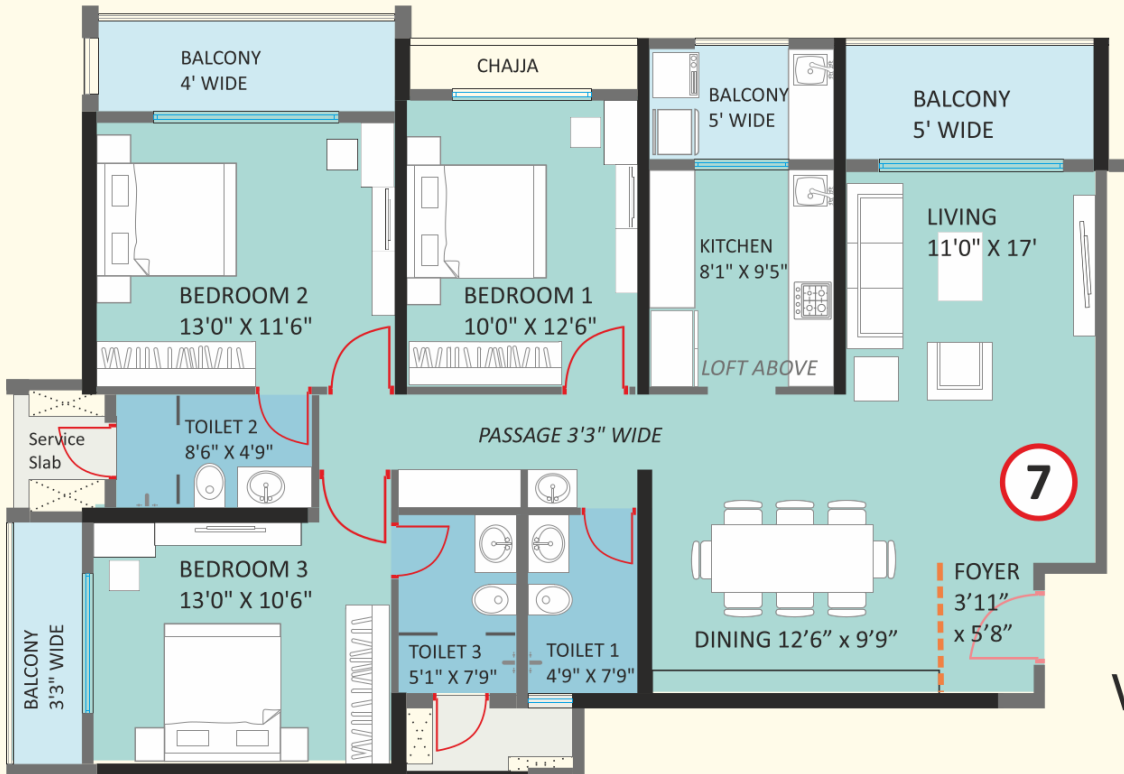 BALCONY
4' WIDE
CHAJJA
BALCONY
5' WIDE
BALCONY
5' WIDE
BEDROOM 2
13'0" X 11'6"
BEDROOM 1
10'0" X 12'6"
KITCHEN
8'1" X 9'5"
LOFT ABOVE
LIVING
11'0" X 17'
Service
Slab
TOILET 2
8'6" X 4'9"
PASSAGE 3'3" WIDE
7
BALCONY
3'3" WIDE
BEDROOM 3
13'0" X 10'6"
TOILET 3
5'1" X 7'9"
TOILET 1
4'9" X 7'9"
DINING 12’6” x 9’9”
FOYER
3’11”
x 5’8”